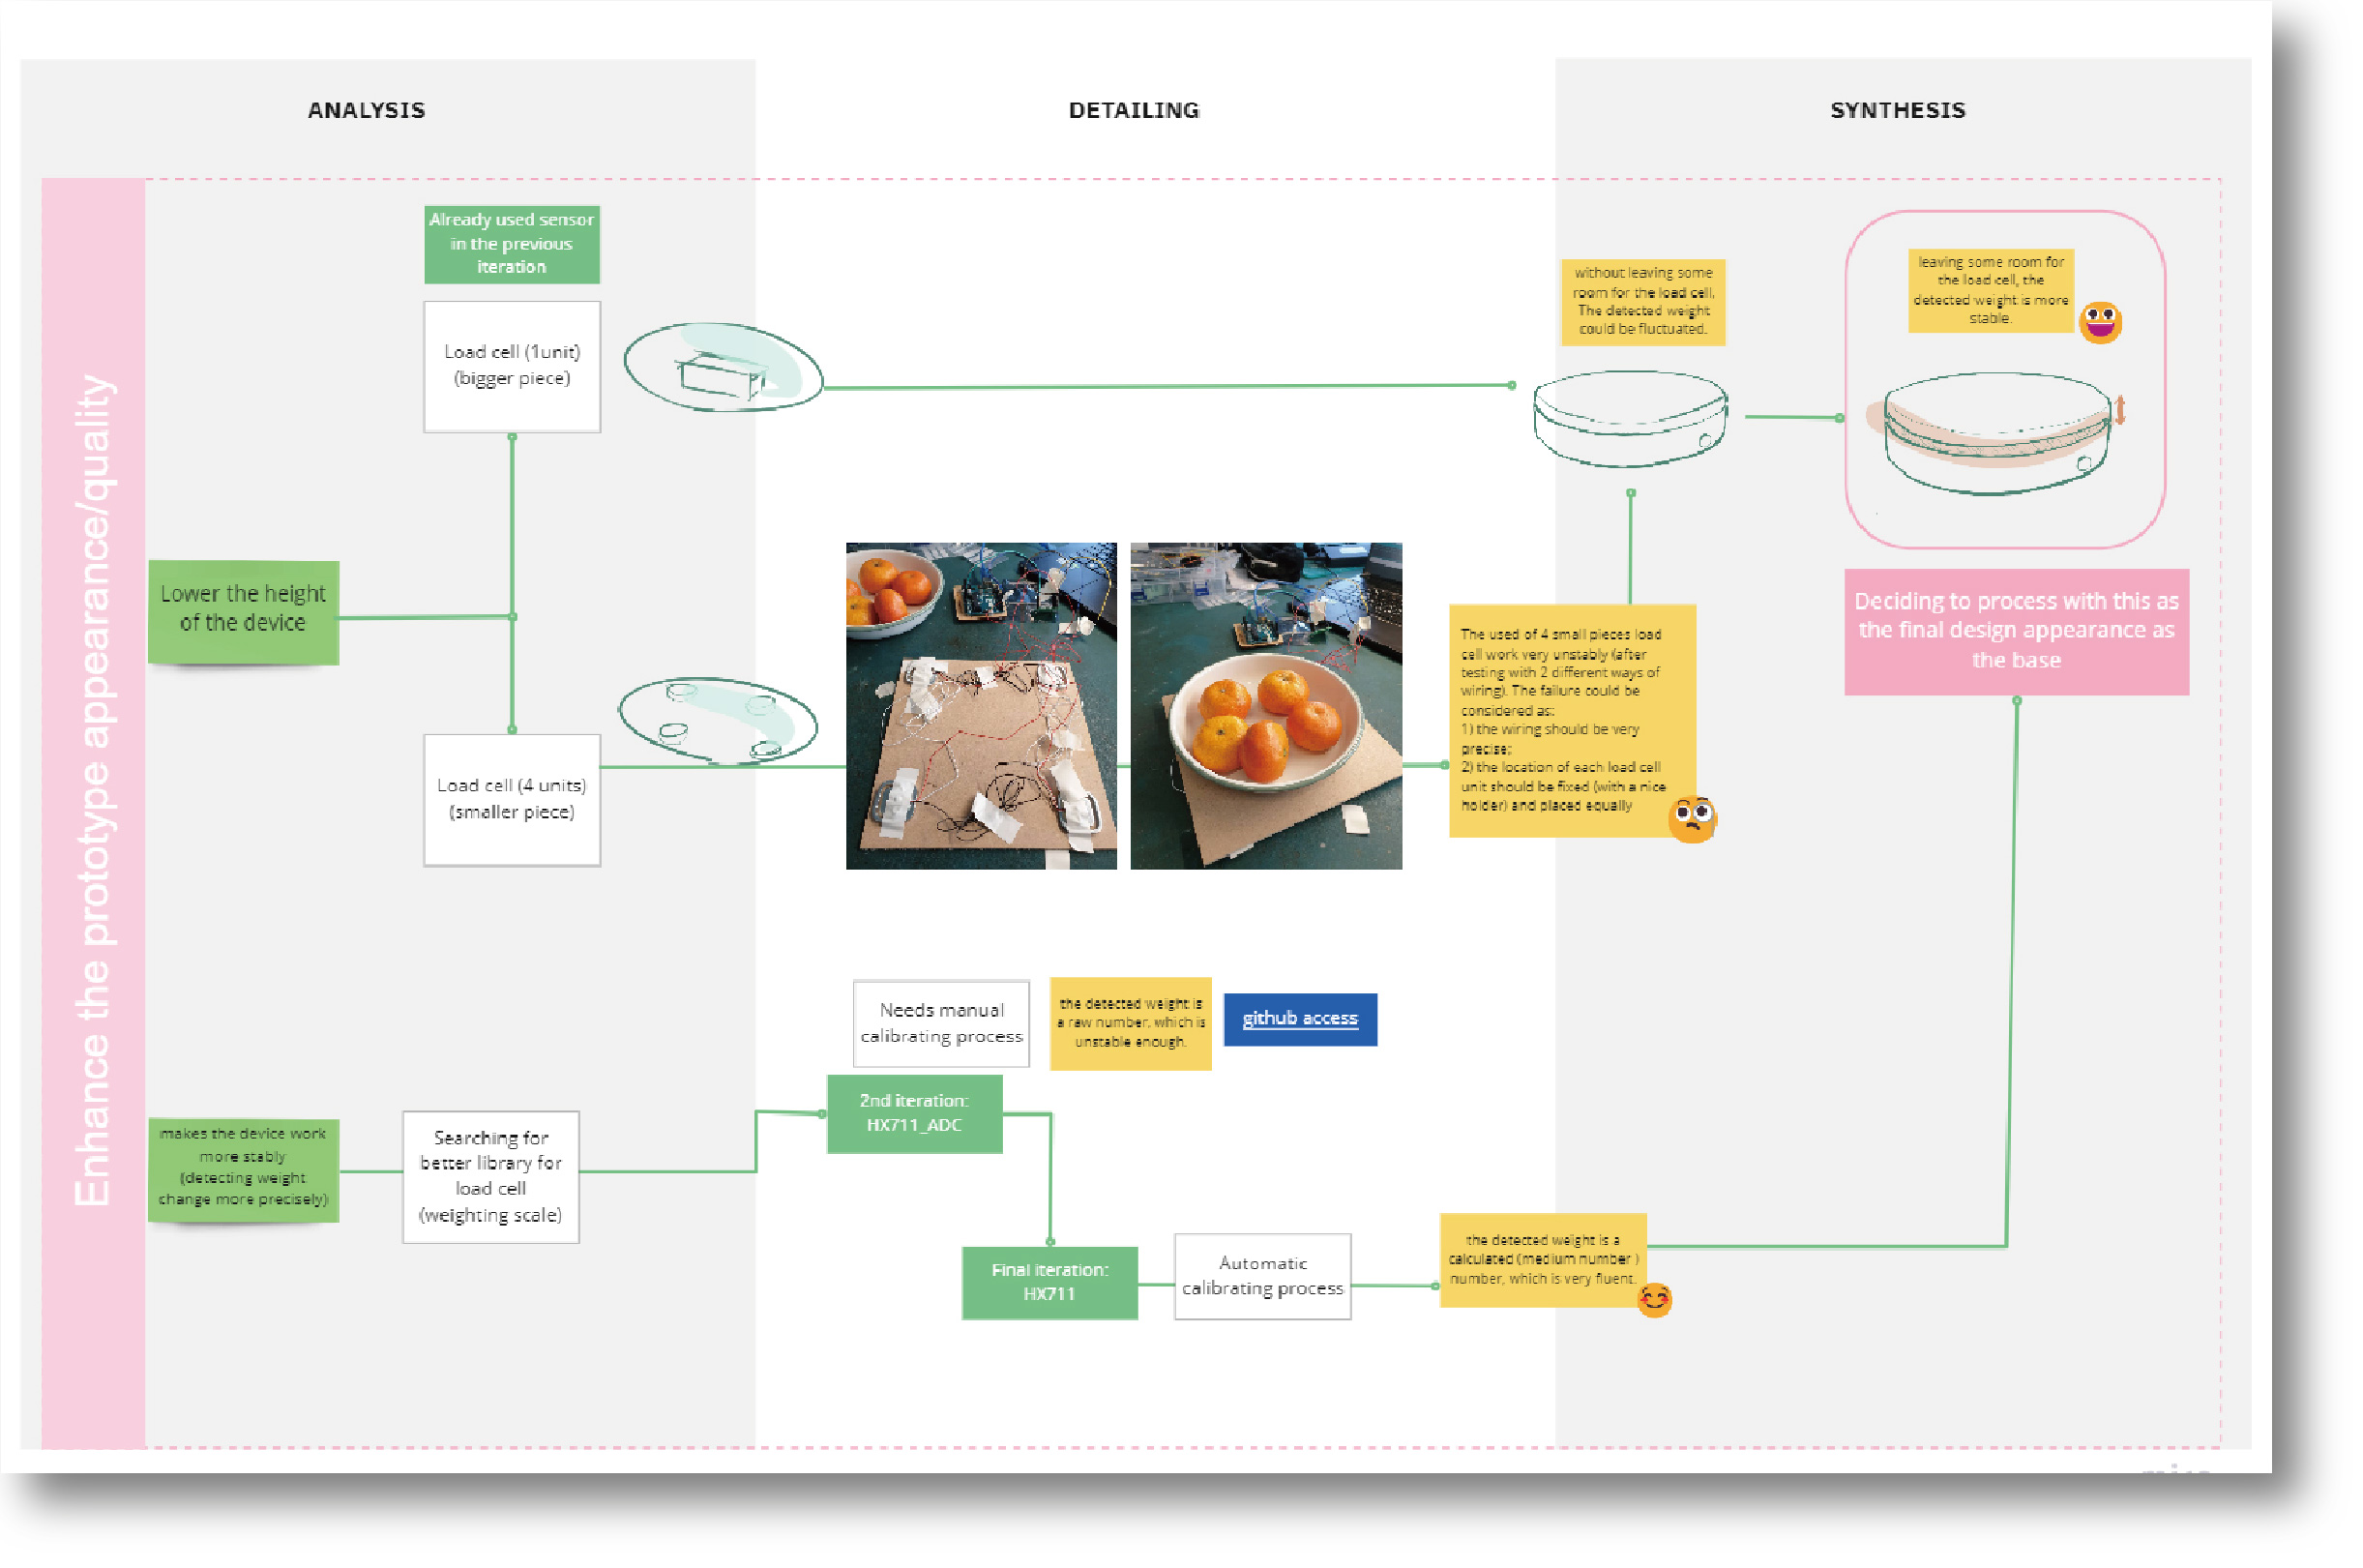 ANALYSIS
DETAILING
SYNTHESIS
Enhance the prototype appearance/quality
Already used sensor
in the previous
iteration
Load cell (1unit)
(bigger piece)
without leaving some
room for the load cell,
The detected weight
could be fluctuated.
leaving some room for
the load cell, the
detected weight is more
stable.
Lower the height
of the device
Deciding to process with this as
the final design appearance as
the base
The used of 4 small pieces load
cell work very unstably (after
testing with 2 different ways of
wiring). The failure could be
considered as:
1) the wiring should be very
precise;
2) the location of each load cell
unit should be fixed (with a nice
holder) and placed equally
Load cell (4 units)
(smaller piece)
Needs manual
calibrating process
the detected weight is
a raw number, which is
unstable enough.
github access
2nd iteration:
HX711_ADC
makes the device work
more stably
(detecting weight
change more precisely)
Searching for
better library for
load cell
(weighting scale)
Final iteration:
HX711
Automatic
calibrating process
the detected weight is a
calculated (medium number )
number, which is very fluent.